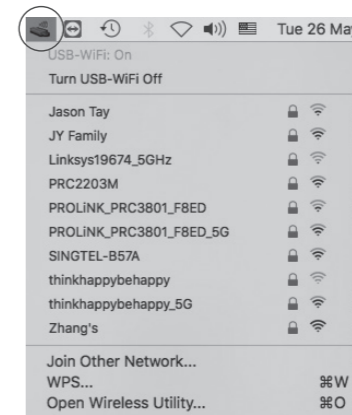 Tue 26 May
USB-WiFi: On
Turn USB-WiFi Off
Jason Tay
JY Family
Linksys19674_5GHz
PRC2203M
PROLiNK_PRC3801_F8ED
PROLiNK_PRC3801_F8ED_5G
SINGTEL-B57A
thinkhappybehappy
thinkhappybehappy_5G
Zhang's
Join Other Network...
WPS... ⌘W
Open Wireless Utility... ⌘O